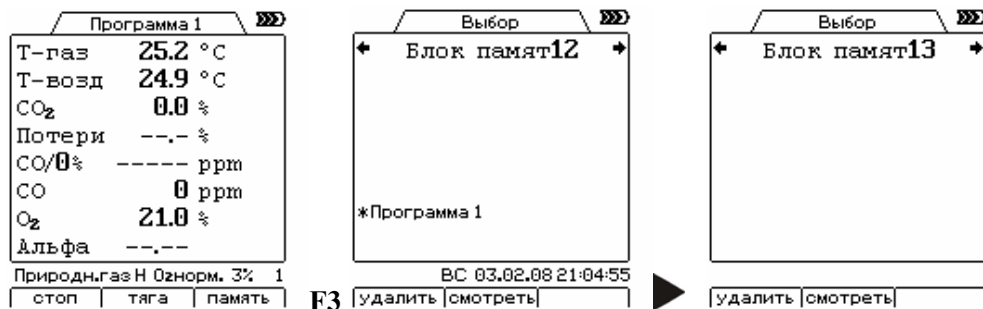 Программа 1
Т-газ 25.2 °C
Т-возд 24.9 °C
CO₂ 0.0 %
Потери --.- %
CO/0% ----- ppm
CO 0 ppm
O₂ 21.0 %
Альфа --.--
Природн.газ Н O₂норм. 3% 1
стоп тяга память
F3
Выбор
Блок памят12
*Программа 1
ВС 03.02.08 21:04:55
удалить смотреть
Выбор
Блок памят13
удалить смотреть